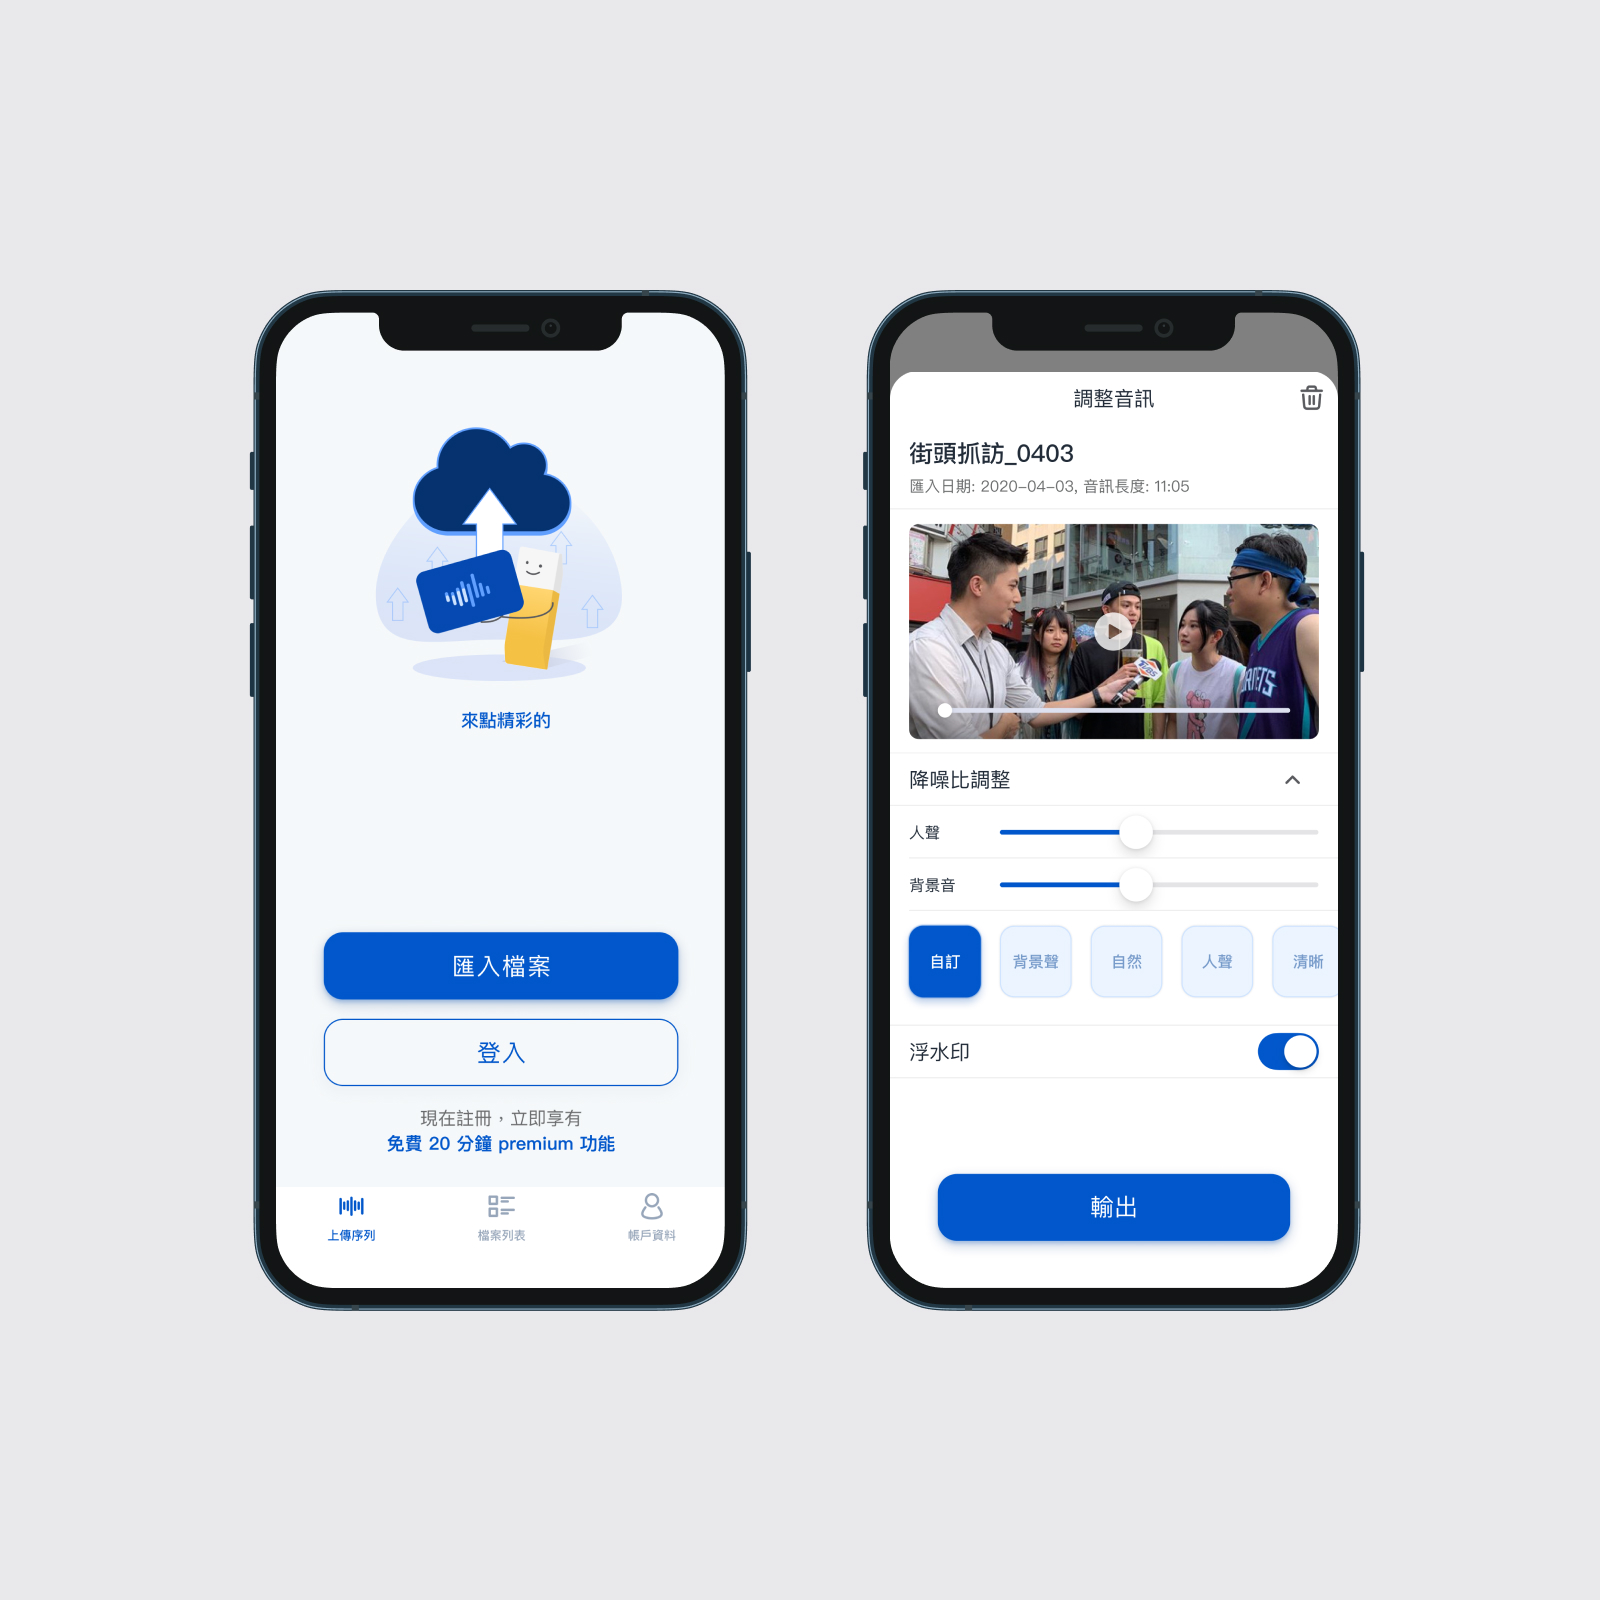 來點精彩的
匯入檔案
登入
現在註冊，立即享有
免費 20 分鐘 premium 功能
上傳序列
檔案列表
帳戶資料
調整音訊
街頭抓訪_0403
匯入日期: 2020-04-03, 音訊長度: 11:05
TVBS
降噪比調整
人聲
背景音
自訂
背景聲
自然
人聲
清晰
浮水印
輸出